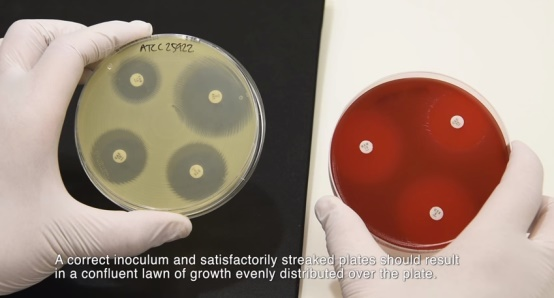 ATCC 25922
A correct inoculum and satisfactorily streaked plates should result
in a confluent lawn of growth evenly distributed over the plate.